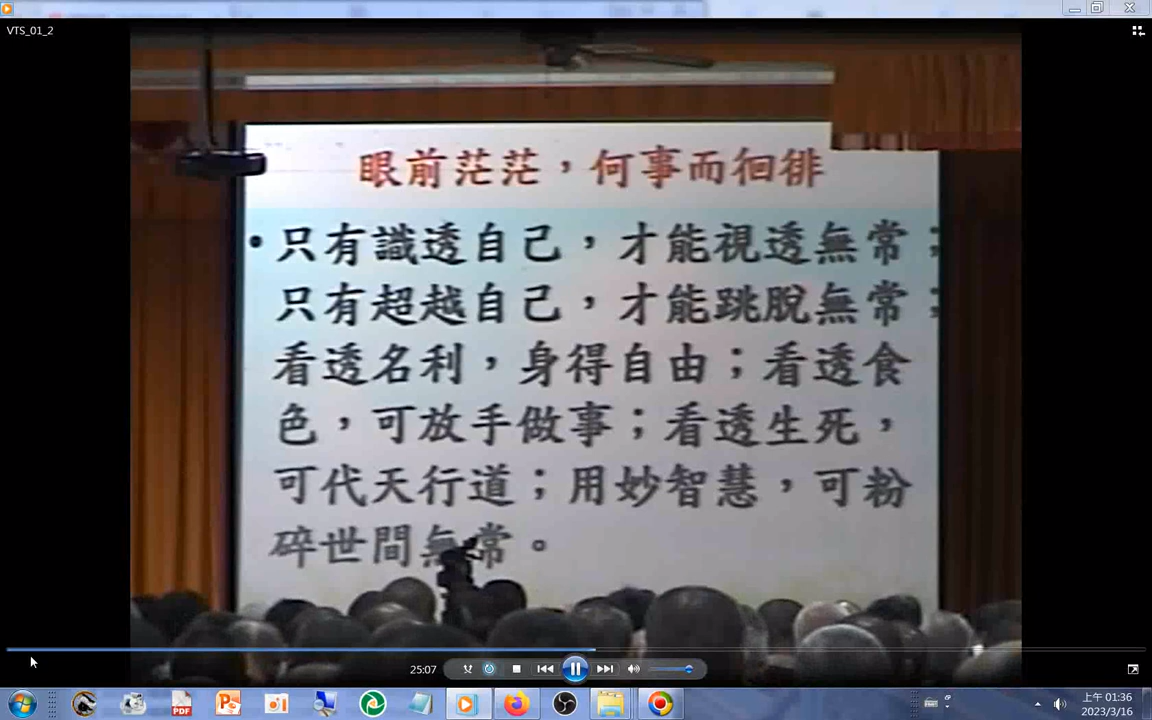 VTS_01_2
眼前茫茫，何事而徊徘
•只有識透自己，才能視透無常；
只有超越自己，才能跳脫無常；
看透名利，身得自由；看透食
色，可放手做事；看透生死，
可代天行道；用妙智慧，可粉
碎世間無常。
25:07
PDF
上午 01:36
2023/3/16